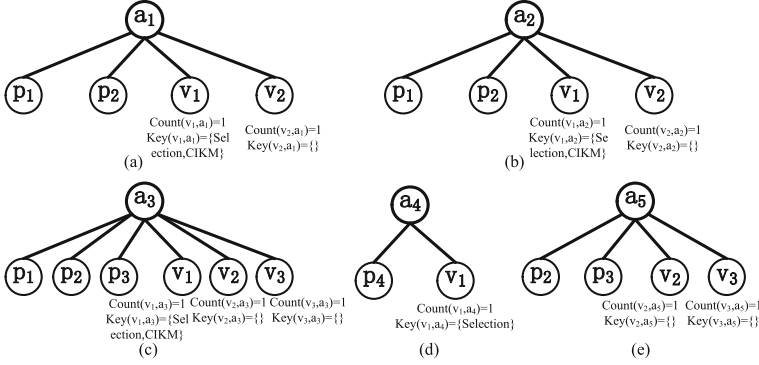 a1
p1 p2 v1 v2
Count(v1,a1)=1
Key(v1,a1)={Sel
ection,CIKM}
Count(v2,a1)=1
Key(v2,a1)={}
(a)
a2
p1 p2 v1 v2
Count(v1,a2)=1
Key(v1,a2)={Se
lection,CIKM}
Count(v2,a2)=1
Key(v2,a2)={}
(b)
a3
p1 p2 p3 v1 v2 v3
Count(v1,a3)=1
Key(v1,a3)={Sel
ection,CIKM}
Count(v2,a3)=1
Key(v2,a3)={}
Count(v3,a3)=1
Key(v3,a3)={}
(c)
a4
p4 v1
Count(v1,a4)=1
Key(v1,a4)={Selection}
(d)
a5
p2 p3 v2 v3
Count(v2,a5)=1
Key(v2,a5)={}
Count(v3,a5)=1
Key(v3,a5)={}
(e)